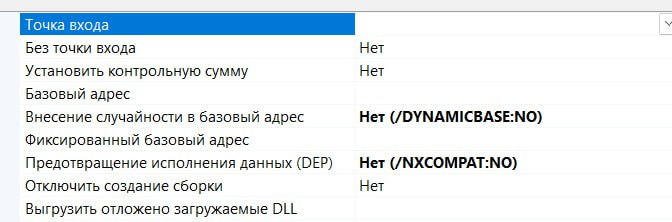 Точка входа
Без точки входа Нет
Установить контрольную сумму Нет
Базовый адрес
Внесение случайности в базовый адрес Нет (/DYNAMICBASE:NO)
Фиксированный базовый адрес
Предотвращение исполнения данных (DEP) Нет (/NXCOMPAT:NO)
Отключить создание сборки Нет
Выгрузить отложено загружаемые DLL